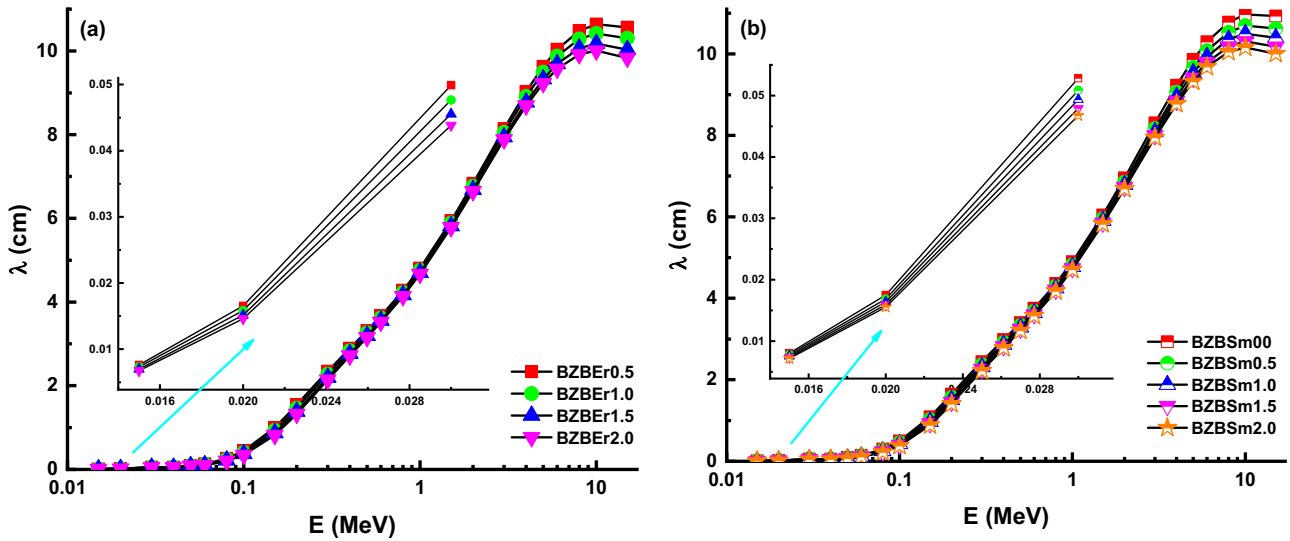 (a)
10
8
6
4
2
0
λ (cm)
0.05
0.04
0.03
0.02
0.01
0.016 0.020 0.024 0.028
BZBEr0.5
BZBEr1.0
BZBEr1.5
BZBEr2.0
0.01 0.1 1 10
E (MeV)
(b)
10
8
6
4
2
0
λ (cm)
0.05
0.04
0.03
0.02
0.01
0.016 0.020 0.024 0.028
BZBSm00
BZBSm0.5
BZBSm1.0
BZBSm1.5
BZBSm2.0
0.01 0.1 1 10
E (MeV)